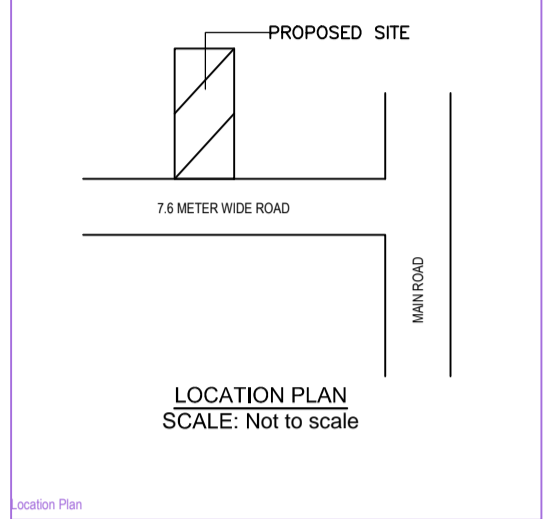 PROPOSED SITE
7.6 METER WIDE ROAD
MAIN ROAD
LOCATION PLAN
SCALE: Not to scale
Location Plan